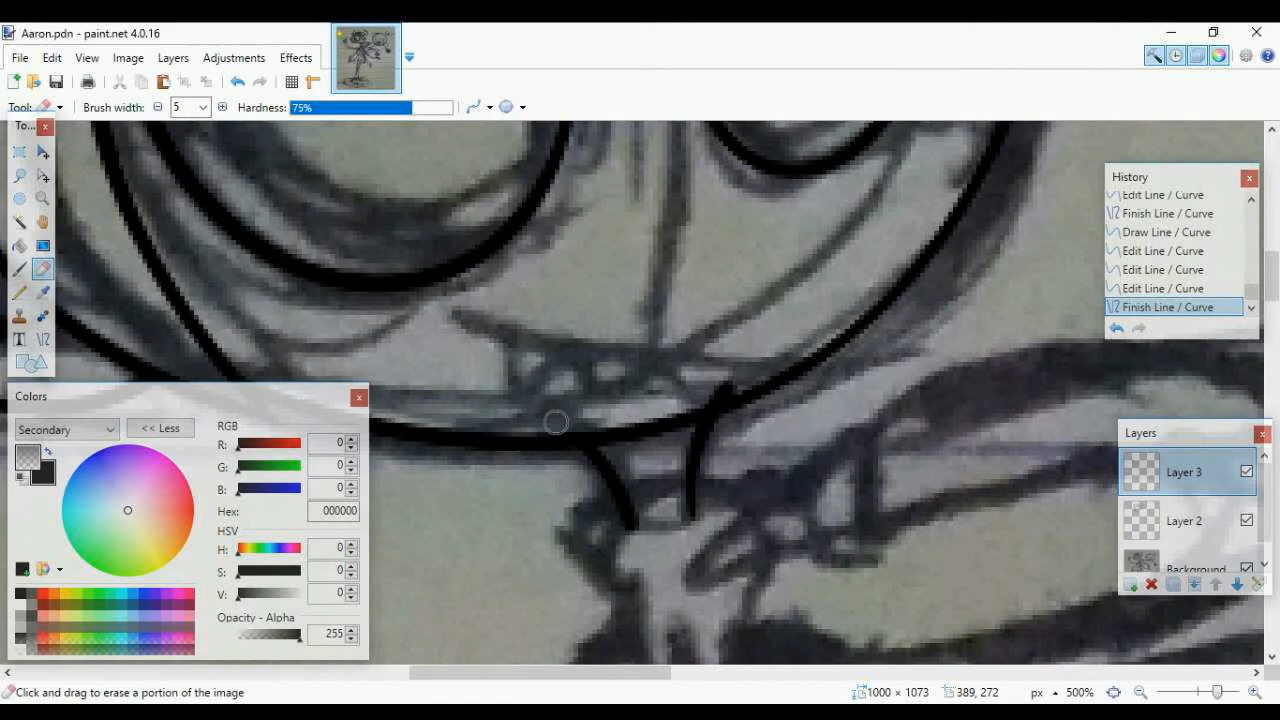 Aaron.pdn - paint.net 4.0.16
File Edit View Image Layers Adjustments Effects
Tool: Brush width: 5 Hardness: 75%
To...
History
Edit Line / Curve
Finish Line / Curve
Draw Line / Curve
Edit Line / Curve
Edit Line / Curve
Edit Line / Curve
Finish Line / Curve
Colors
Secondary << Less
RGB
R: 0
G: 0
B: 0
Hex: 000000
HSV
H: 0
S: 0
V: 0
Opacity - Alpha
255
Layers
Layer 3
Layer 2
Background
Click and drag to erase a portion of the image 1000 × 1073 389, 272 px 500%